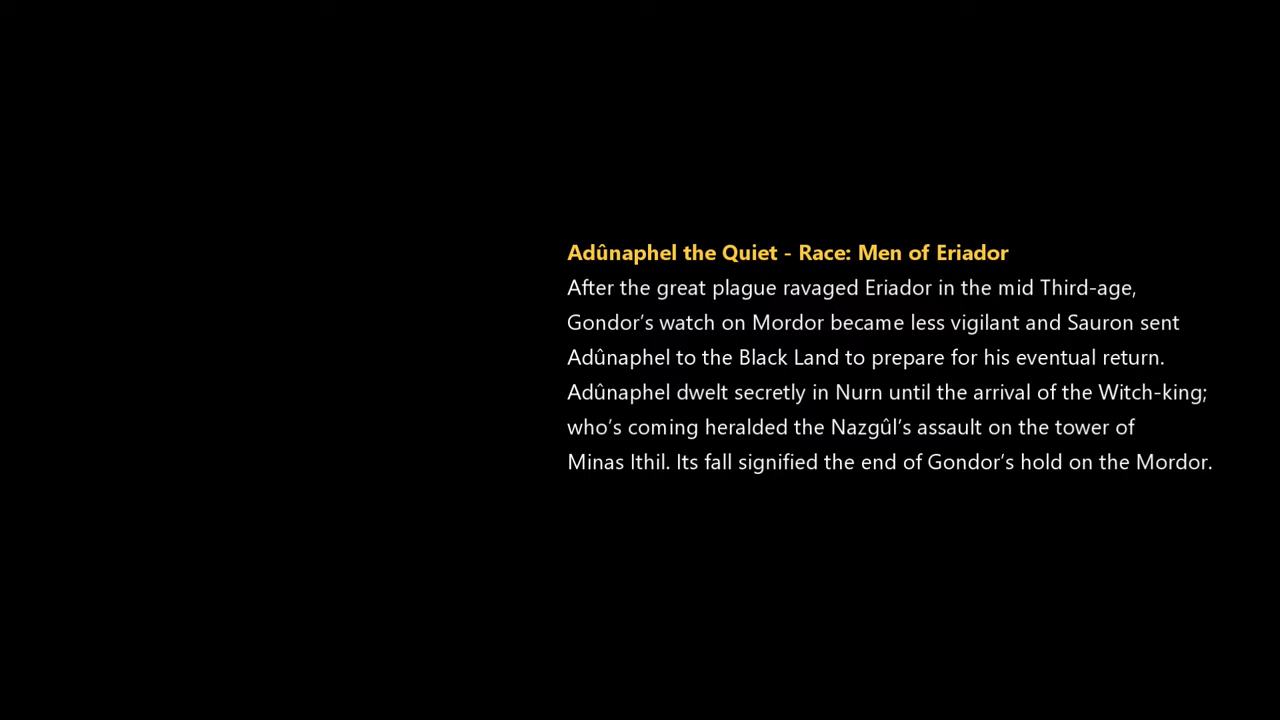 Adûnaphel the Quiet - Race: Men of Eriador
After the great plague ravaged Eriador in the mid Third-age,
Gondor’s watch on Mordor became less vigilant and Sauron sent
Adûnaphel to the Black Land to prepare for his eventual return.
Adûnaphel dwelt secretly in Nurn until the arrival of the Witch-king;
who’s coming heralded the Nazgûl’s assault on the tower of
Minas Ithil. Its fall signified the end of Gondor’s hold on the Mordor.